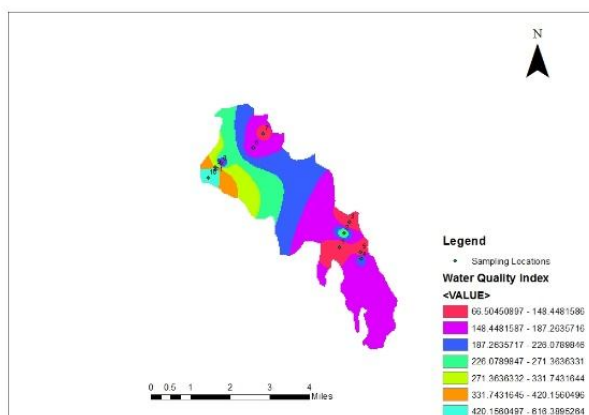 N
Legend
Sampling Locations
Water Quality Index
<VALUE>
66.50450897 - 148.4481586
148.4481587 - 187.2635716
187.2635717 - 226.0789846
226.0789847 - 271.3636331
271.3636332 - 331.7431644
331.7431645 - 420.1560496
420.1560497 - 616.3895264
0 0.5 1 2 3 4
Miles